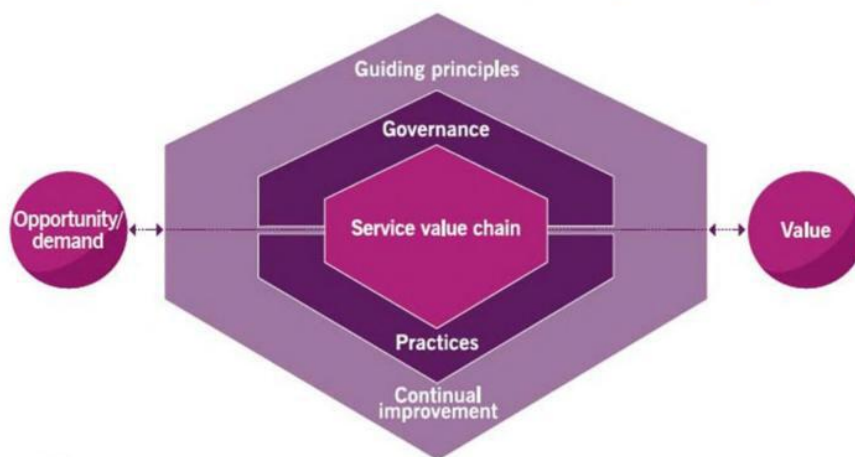 Guiding principles
Governance
Opportunity/
demand
Service value chain
Value
Practices
Continual
improvement